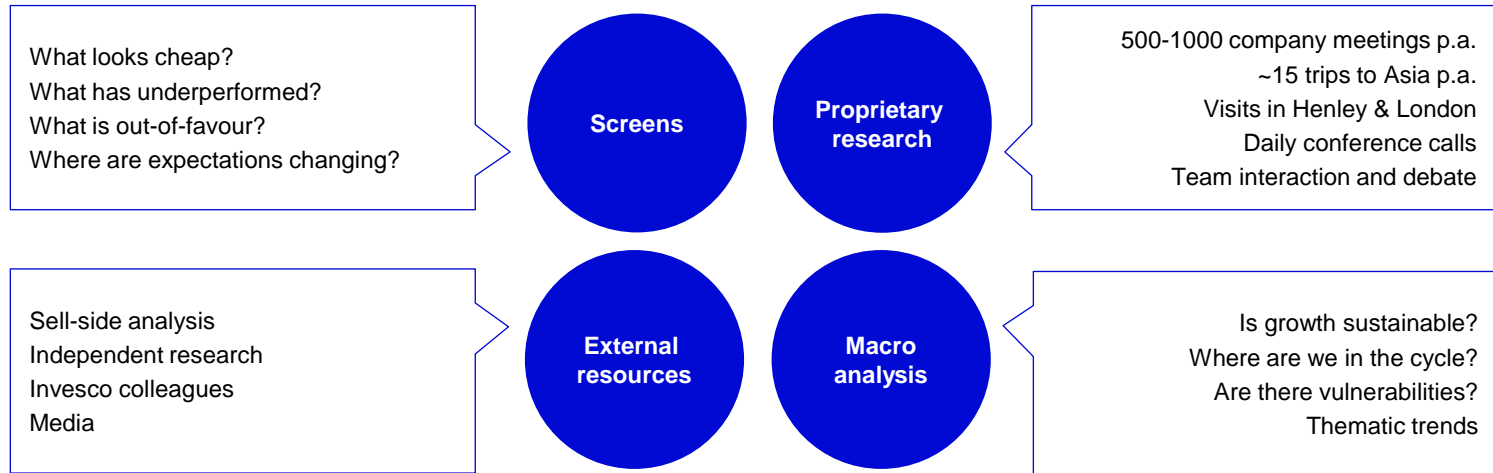 What looks cheap?
What has underperformed?
What is out-of-favour?
Where are expectations changing?
Screens
Proprietary
research
500-1000 company meetings p.a.
~15 trips to Asia p.a.
Visits in Henley & London
Daily conference calls
Team interaction and debate
Sell-side analysis
Independent research
Invesco colleagues
Media
External
resources
Macro
analysis
Is growth sustainable?
Where are we in the cycle?
Are there vulnerabilities?
Thematic trends